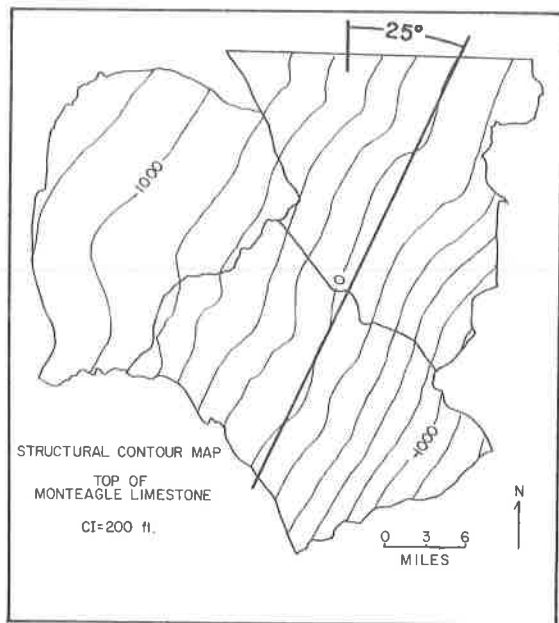 25°
1000
0
-1000
STRUCTURAL CONTOUR MAP
TOP OF
MONTEAGLE LIMESTONE
CI=200 ft.
N
0 3 6
MILES